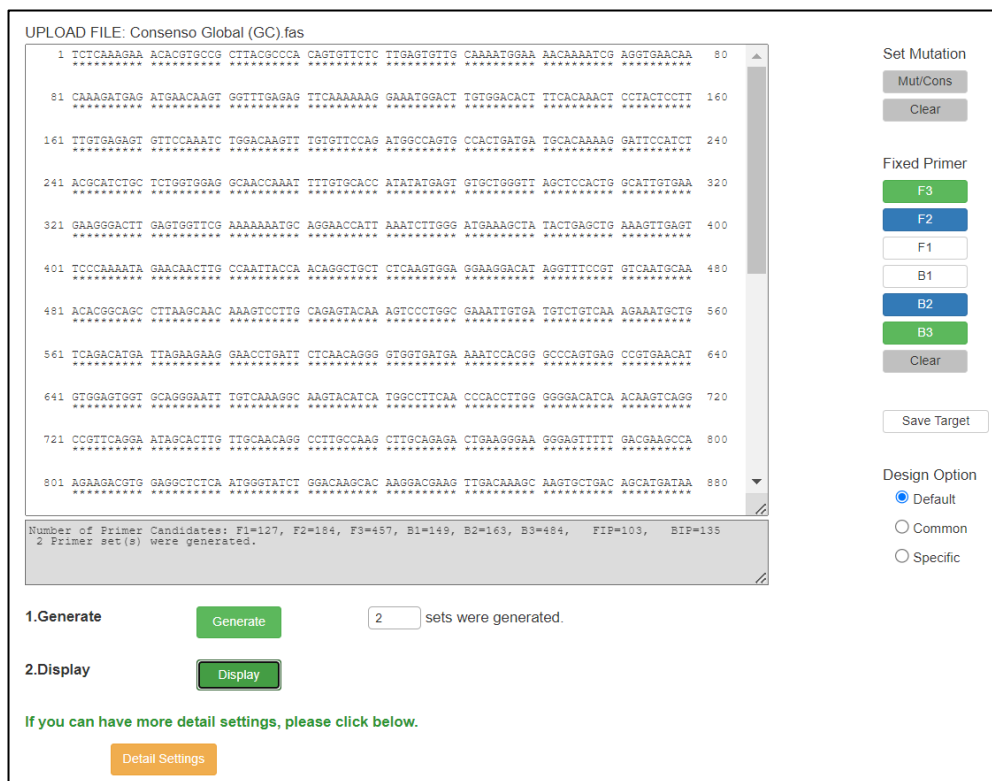 UPLOAD FILE: Consenso Global (GC).fas
1 TCTCAAAGAA ACACGTGCCG CTTACGCCCA CAGTGTTCTC TTGAGTGTTG CAAAATGGAA AACAAAATCG AGGTGAACAA 80
********** ********** ********** ********** ********** ********** ********** **********
81 CAAAGATGAG ATGAACAAGT GGTTTGAGAG TTCAAAAAAG GAAATGGACT TGTGGACACT TTCACAAACT CCTACTCCTT 160
********** ********** ********** ********** ********** ********** ********** **********
161 TTGTGAGAGT GTTCCAAATC TGGACAAGTT TGTGTTCCAG ATGGCCAGTG CCACTGATGA TGCACAAAAG GATTCCATCT 240
********** ********** ********** ********** ********** ********** ********** **********
241 ACGCATCTGC TCTGGTGGAG GCAACCAAAT TTTGTGCACC ATATATGAGT GTGCTGGGTT AGCTCCACTG GCATTGTGAA 320
********** ********** ********** ********** ********** ********** ********** **********
321 GAAGGGACTT GAGTGGTTCG AAAAAAATGC AGGAACCATT AAATCTTGGG ATGAAAGCTA TACTGAGCTG AAAGTTGAGT 400
********** ********** ********** ********** ********** ********** ********** **********
401 TCCCAAAATA GAACAACTTG CCAATTACCA ACAGGCTGCT CTCAAGTGGA GGAAGGACAT AGGTTTCCGT GTCAATGCAA 480
********** ********** ********** ********** ********** ********** ********** **********
481 ACACGGCAGC CTTAAGCAAC AAAGTCCTTG CAGAGTACAA AGTCCCTGGC GAAATTGTGA TGTCTGTCAA AGAAATGCTG 560
********** ********** ********** ********** ********** ********** ********** **********
561 TCAGACATGA TTAGAAGAAG GAACCTGATT CTCAACAGGG GTGGTGATGA AAATCCACGG GCCCAGTGAG CCGTGAACAT 640
********** ********** ********** ********** ********** ********** ********** **********
641 GTGGAGTGGT GCAGGGAATT TGTCAAAGGC AAGTACATCA TGGCCTTCAA CCCACCTTGG GGGGACATCA ACAAGTCAGG 720
********** ********** ********** ********** ********** ********** ********** **********
721 CCGTTCAGGA ATAGCACTTG TTGCAACAGG CCTTGCCAAG CTTGCAGAGA CTGAAGGGAA GGGAGTTTTT GACGAAGCCA 800
********** ********** ********** ********** ********** ********** ********** **********
801 AGAAGACGTG GAGGCTCTCA ATGGGTATCT GGACAAGCAC AAGGACGAAG TTGACAAAGC AAGTGCTGAC AGCATGATAA 880
********** ********** ********** ********** ********** ********** ********** **********
Number of Primer Candidates: F1=127, F2=184, F3=457, B1=149, B2=163, B3=484, FIP=103, BIP=135
2 Primer set(s) were generated.
1.Generate
Generate
2 sets were generated.
2.Display
Display
If you can have more detail settings, please click below.
Detail Settings
Set Mutation
Mut/Cons
Clear
Fixed Primer
F3
F2
F1
B1
B2
B3
Clear
Save Target
Design Option
Default
Common
Specific